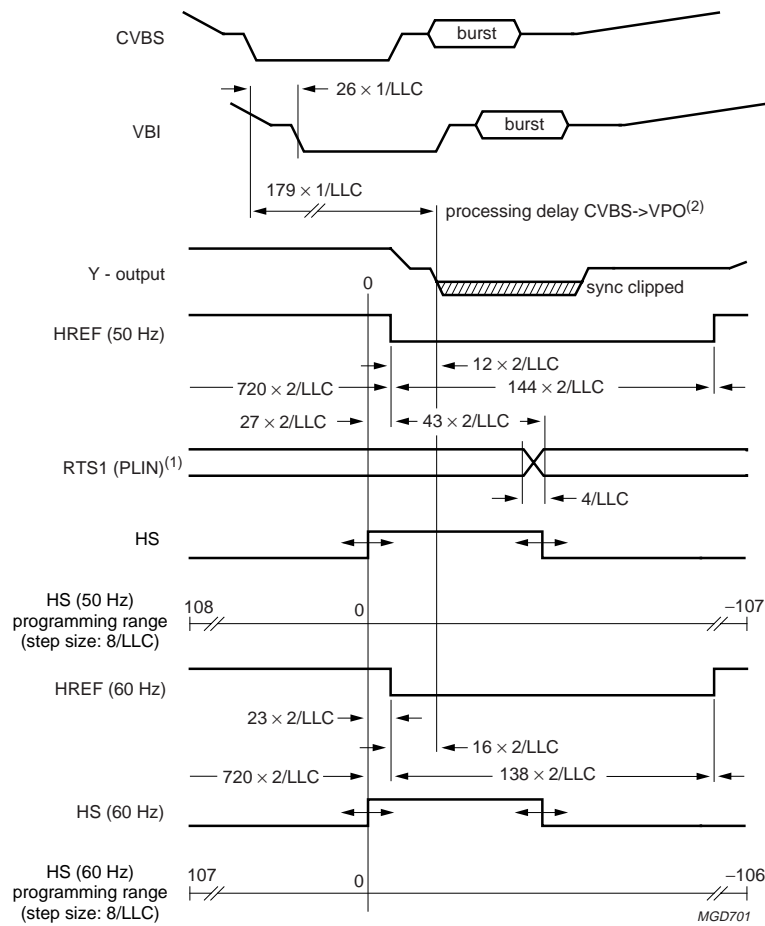 CVBS
burst
26 × 1/LLC
VBI
burst
179 × 1/LLC
processing delay CVBS->VPO(2)
Y - output
0
sync clipped
HREF (50 Hz)
12 × 2/LLC
720 × 2/LLC
144 × 2/LLC
27 × 2/LLC
43 × 2/LLC
RTS1 (PLIN)(1)
4/LLC
HS
HS (50 Hz)
programming range
(step size: 8/LLC)
108
0
−107
HREF (60 Hz)
23 × 2/LLC
16 × 2/LLC
720 × 2/LLC
138 × 2/LLC
HS (60 Hz)
HS (60 Hz)
programming range
(step size: 8/LLC)
107
0
−106
MGD701